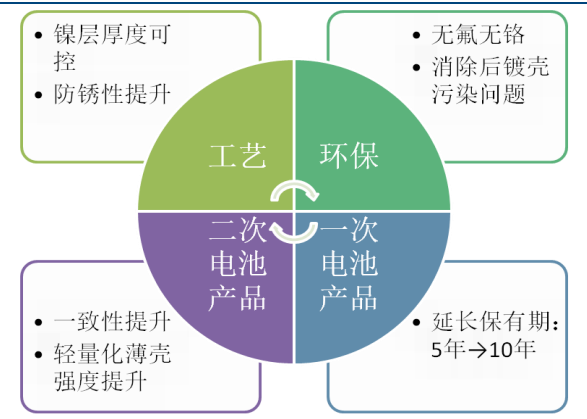 • 镍层厚度可
控
• 防锈性提升
• 无氟无铬
• 消除后镀壳
污染问题
工艺
环保
二次
电池
产品
一次
电池
产品
• 一致性提升
• 轻量化薄壳
强度提升
• 延长保有期：
5年→10年